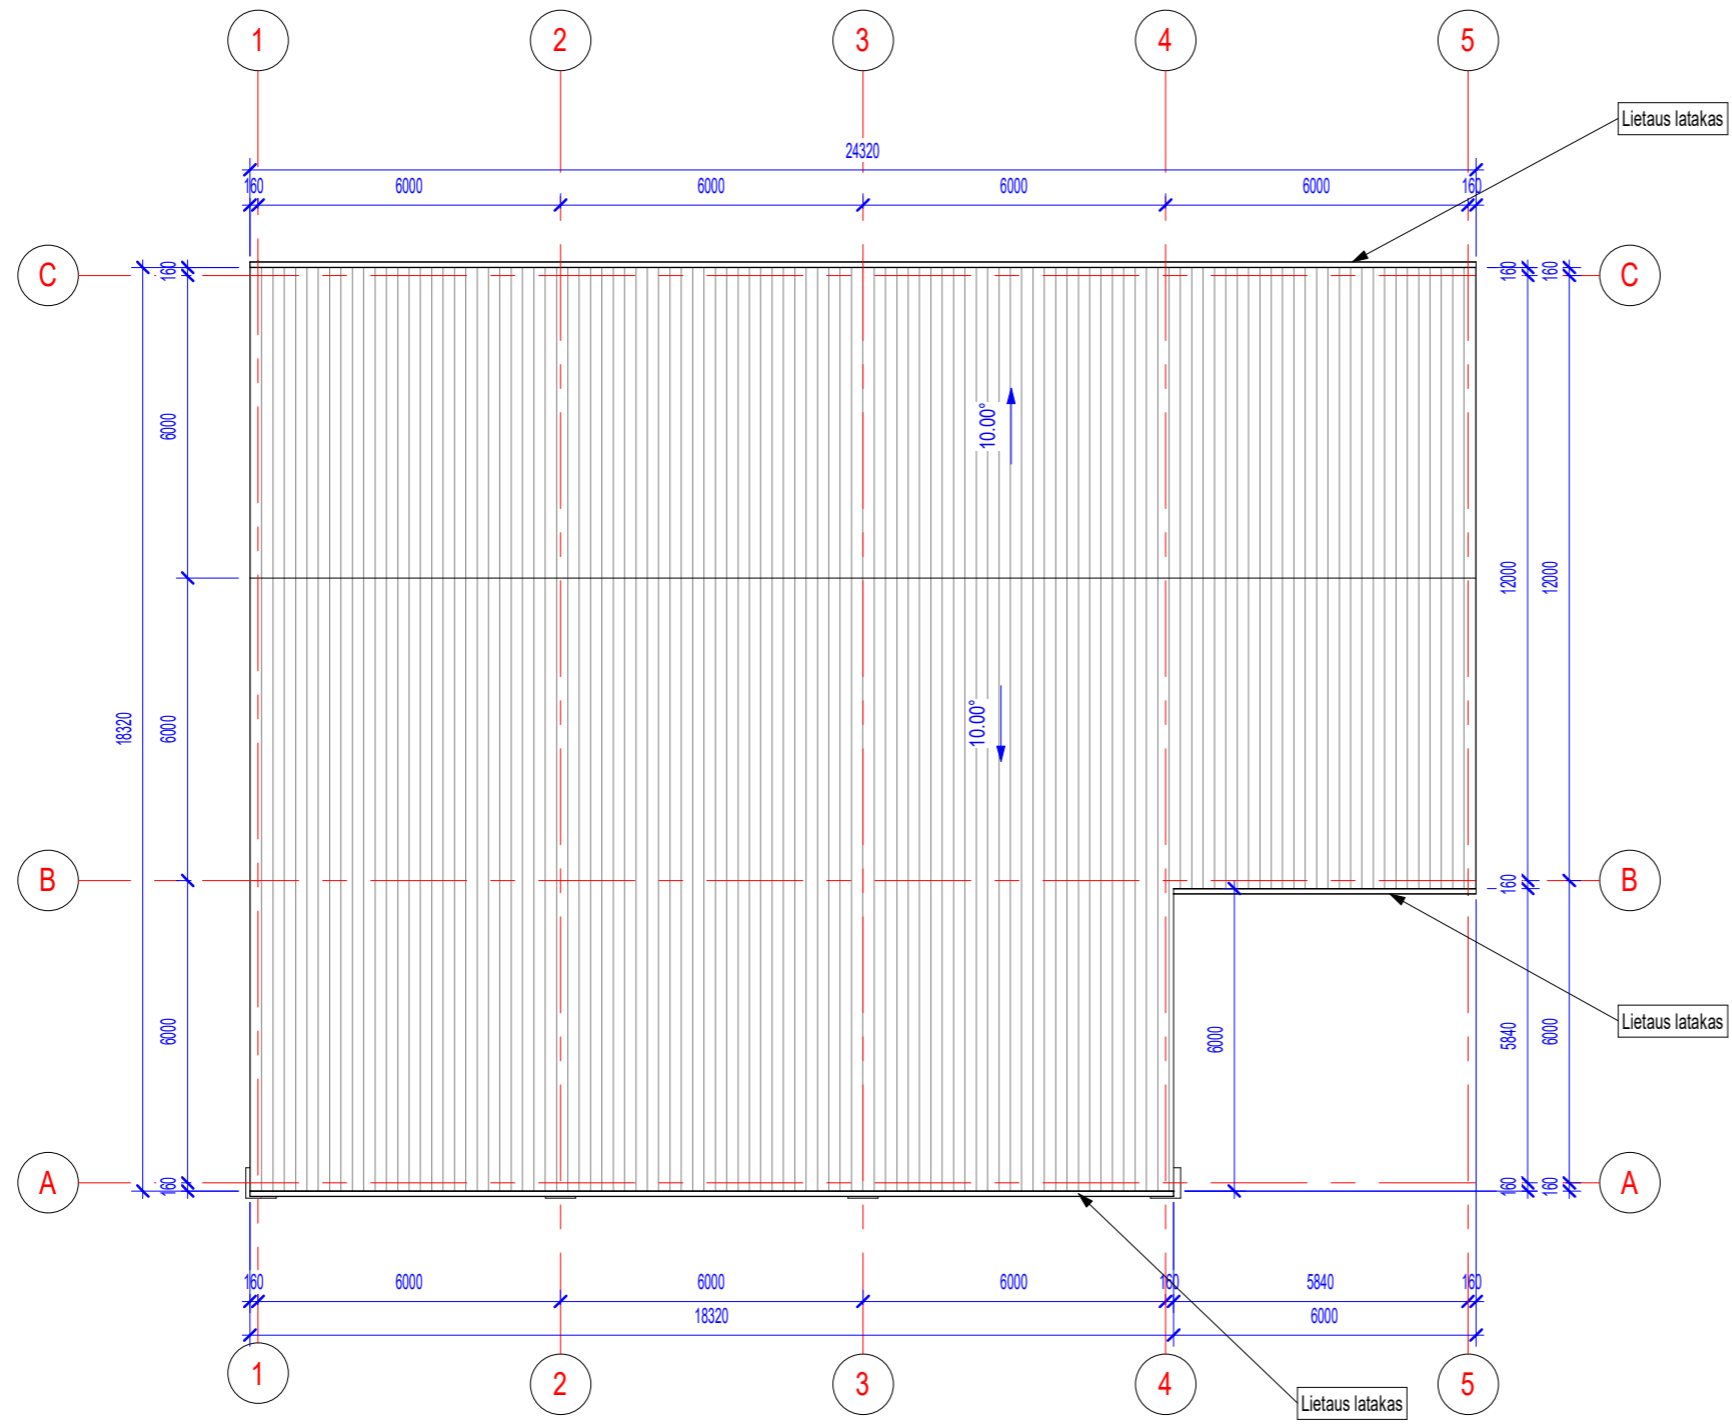 1 2 3 4 5
Lietaus latakas
24320
160 6000 6000 6000 6000 160
C 160 160 160 C
6000 10.00°
12000 12000
18320 6000 10.00°
B 160 B
Lietaus latakas
6000 6000 5840 6000
A 160 160 160 A
160 6000 6000 6000 160 5840 160
18320 6000
1 2 3 4 5
Lietaus latakas